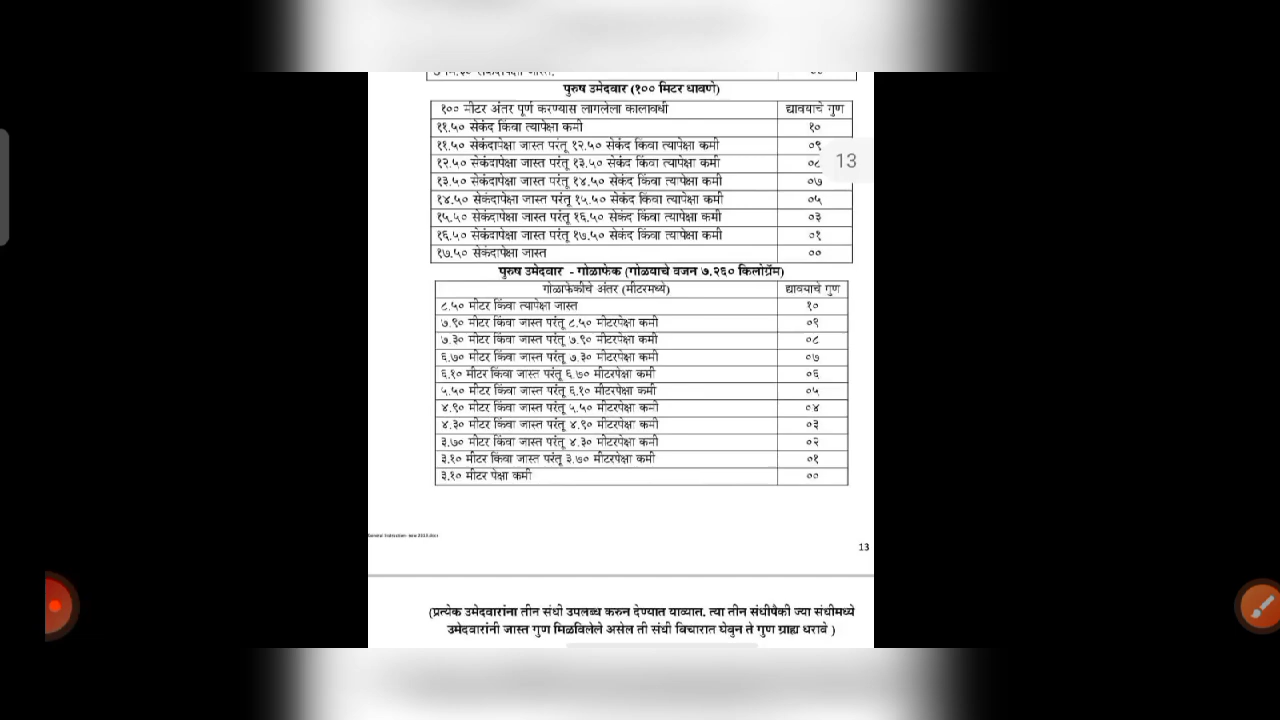 पुरुष उमेदवार (१०० मिटर धावणे)
१०० मीटर अंतर पूर्ण करण्यास लागलेला कालावधी द्यावयाचे गुण
११.५० सेकंद किंवा त्यापेक्षा कमी १०
११.५० सेकंदापेक्षा जास्त परंतू १२.५० सेकंद किंवा त्यापेक्षा कमी ०९
१२.५० सेकंदापेक्षा जास्त परंतू १३.५० सेकंद किंवा त्यापेक्षा कमी ०८
13
१३.५० सेकंदापेक्षा जास्त परंतू १४.५० सेकंद किंवा त्यापेक्षा कमी ०७
१४.५० सेकंदापेक्षा जास्त परंतू १५.५० सेकंद किंवा त्यापेक्षा कमी ०५
१५.५० सेकंदापेक्षा जास्त परंतू १६.५० सेकंद किंवा त्यापेक्षा कमी ०३
१६.५० सेकंदापेक्षा जास्त परंतू १७.५० सेकंद किंवा त्यापेक्षा कमी ०१
१७.५० सेकंदापेक्षा जास्त ००
पुरुष उमेदवार - गोळाफेक (गोळयाचे वजन ७.२६० किलोग्रॅम)
गोळाफेकीचे अंतर (मीटरमध्ये) द्यावयाचे गुण
८.५० मीटर किंवा त्यापेक्षा जास्त १०
७.९० मीटर किंवा जास्त परंतू ८.५० मीटरपेक्षा कमी ०९
७.३० मीटर किंवा जास्त परंतू ७.९० मीटरपेक्षा कमी ०८
६.७० मीटर किंवा जास्त परंतू ७.३० मीटरपेक्षा कमी ०७
६.१० मीटर किंवा जास्त परंतू ६.७० मीटरपेक्षा कमी ०६
५.५० मीटर किंवा जास्त परंतू ६.१० मीटरपेक्षा कमी ०५
४.९० मीटर किंवा जास्त परंतू ५.५० मीटरपेक्षा कमी ०४
४.३० मीटर किंवा जास्त परंतू ४.९० मीटरपेक्षा कमी ०३
३.७० मीटर किंवा जास्त परंतू ४.३० मीटरपेक्षा कमी ०२
३.१० मीटर किंवा जास्त परंतू ३.७० मीटरपेक्षा कमी ०१
३.१० मीटर पेक्षा कमी ००
General Instruction- new 2019.docx
13
(प्रत्येक उमेदवारांना तीन संधी उपलब्ध करुन देण्यात याव्यात. त्या तीन संधीपैकी ज्या संधीमध्ये
उमेदवारांनी जास्त गुण मिळविलेले असेल ती संधी विचारात घेवुन ते गुण ग्राह्य धरावे )